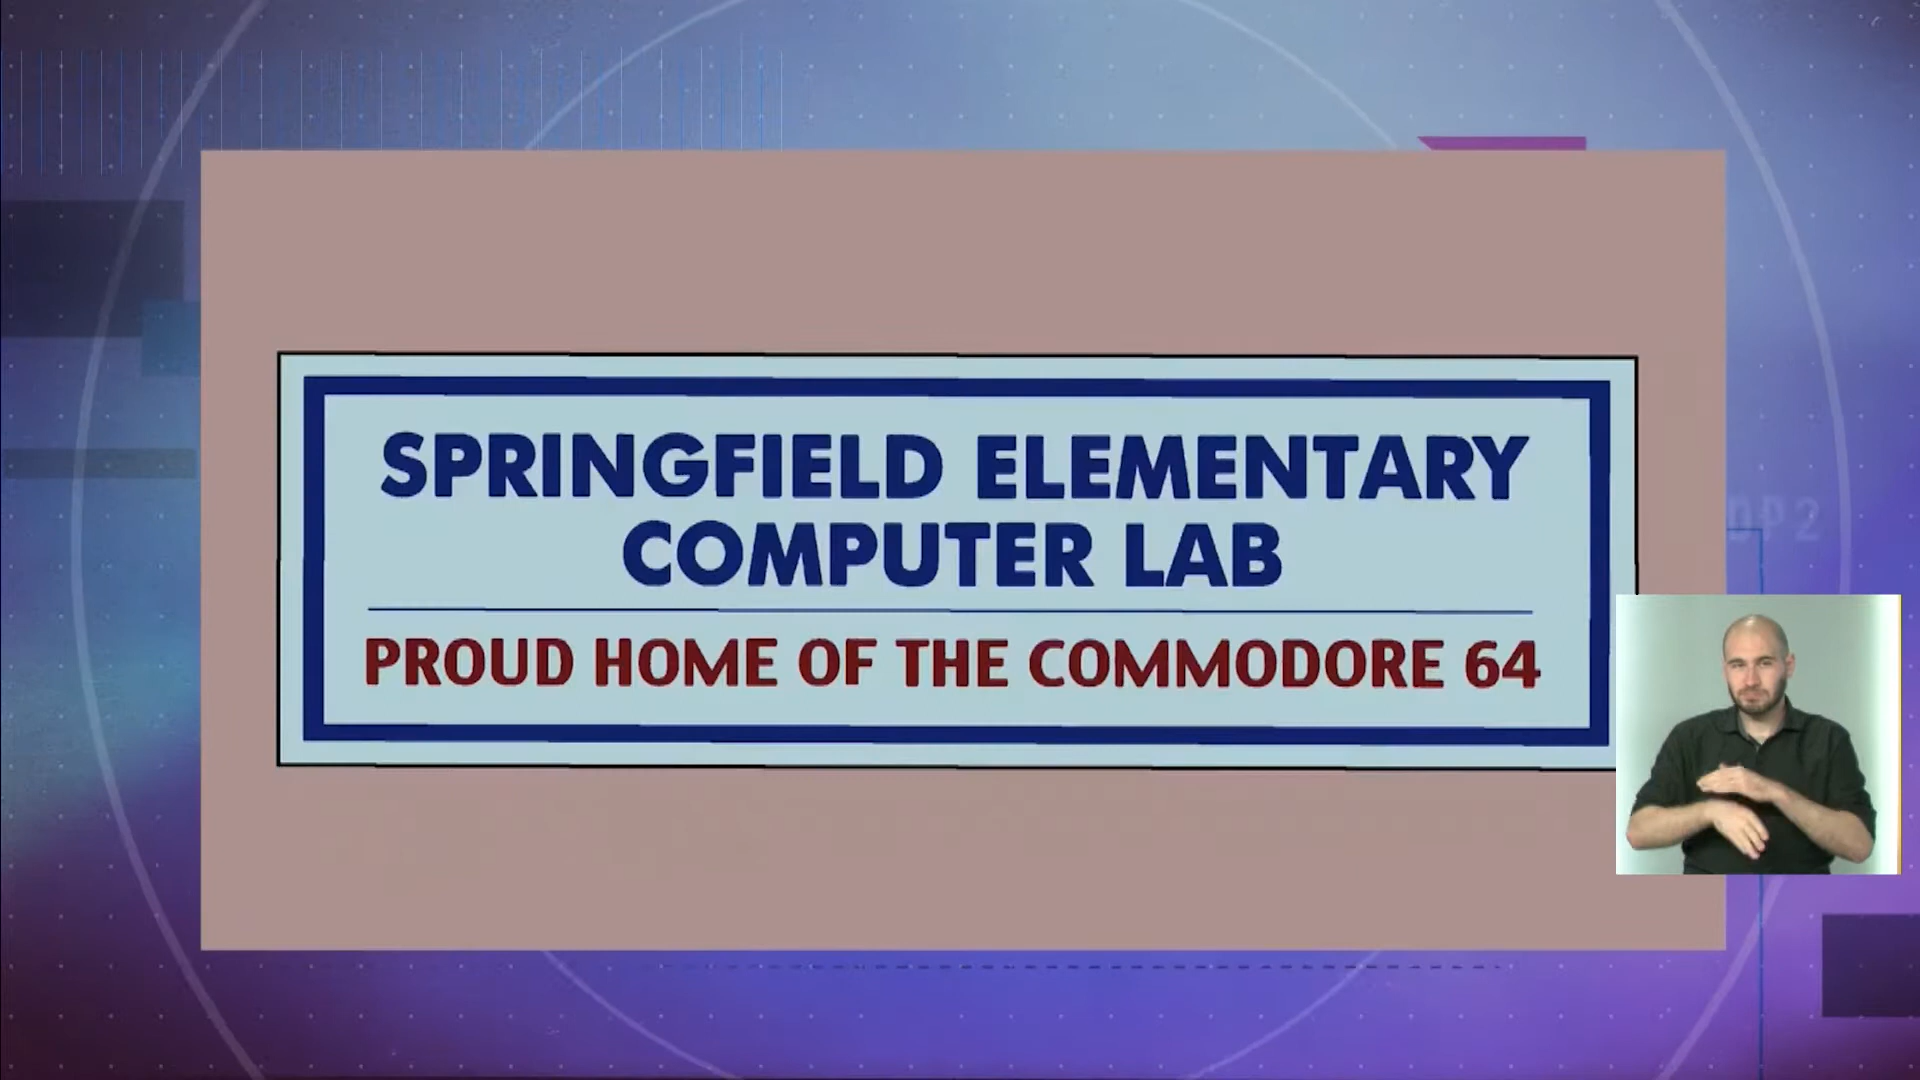 SPRINGFIELD ELEMENTARY
COMPUTER LAB
PROUD HOME OF THE COMMODORE 64